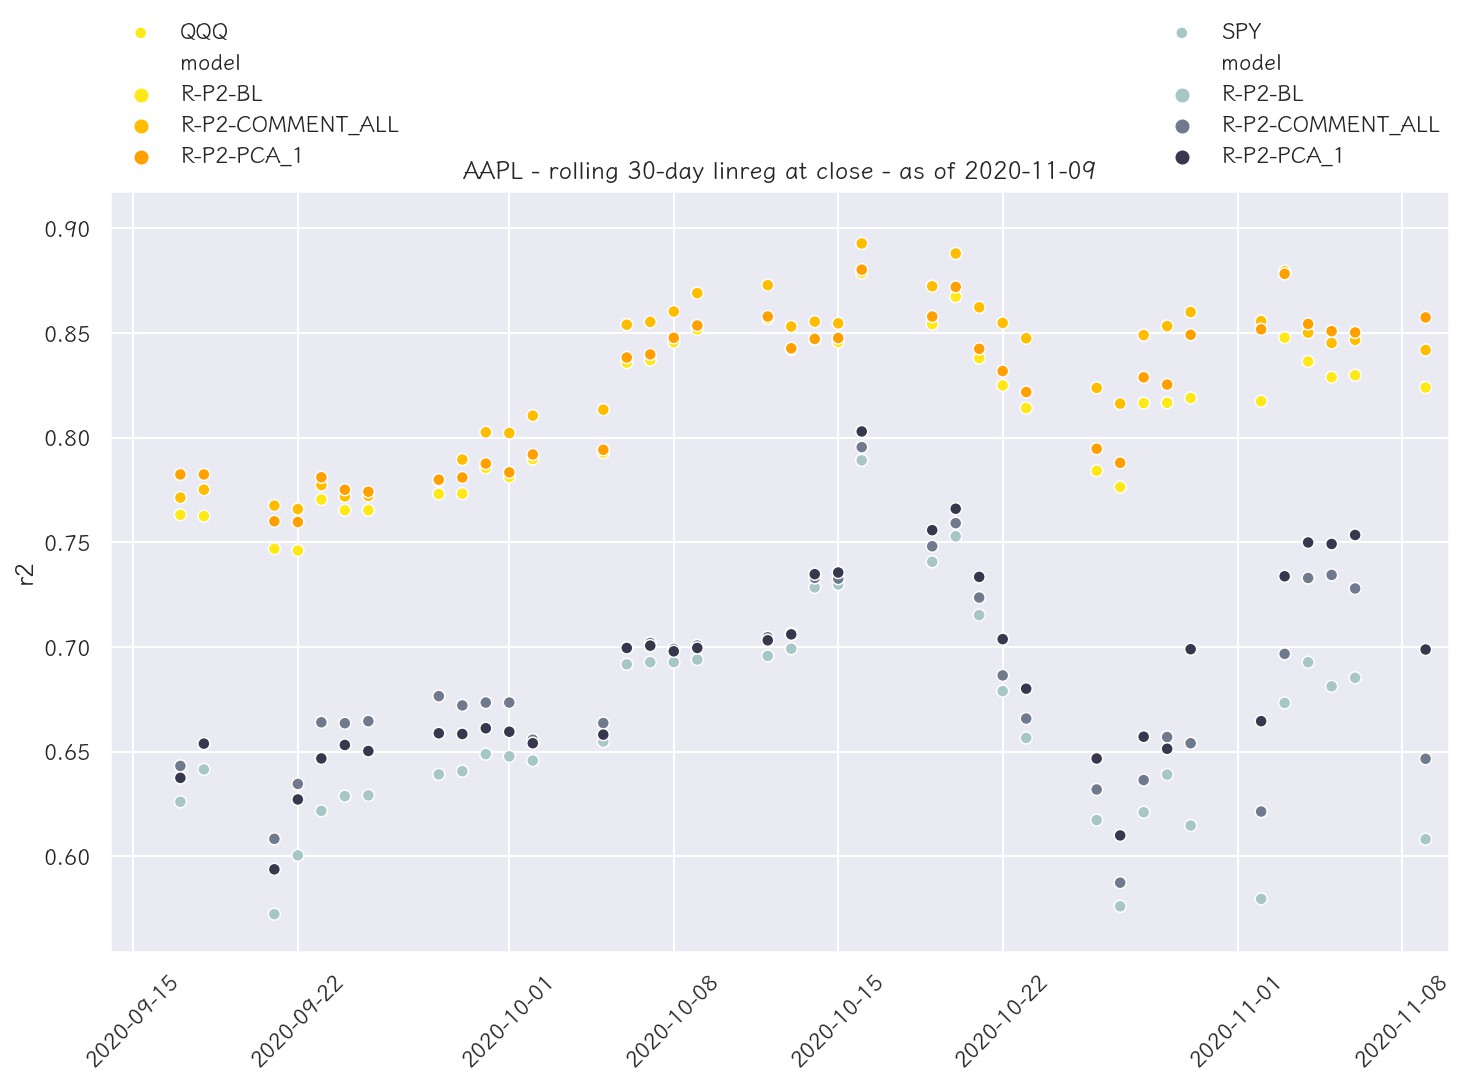 QQQ
model
R-P2-BL
R-P2-COMMENT_ALL
R-P2-PCA_1
SPY
model
R-P2-BL
R-P2-COMMENT_ALL
R-P2-PCA_1
AAPL - rolling 30-day linreg at close - as of 2020-11-09
0.90
0.85
0.80
0.75
0.70
0.65
0.60
r2
2020-09-15
2020-09-22
2020-10-01
2020-10-08
2020-10-15
2020-10-22
2020-11-01
2020-11-08